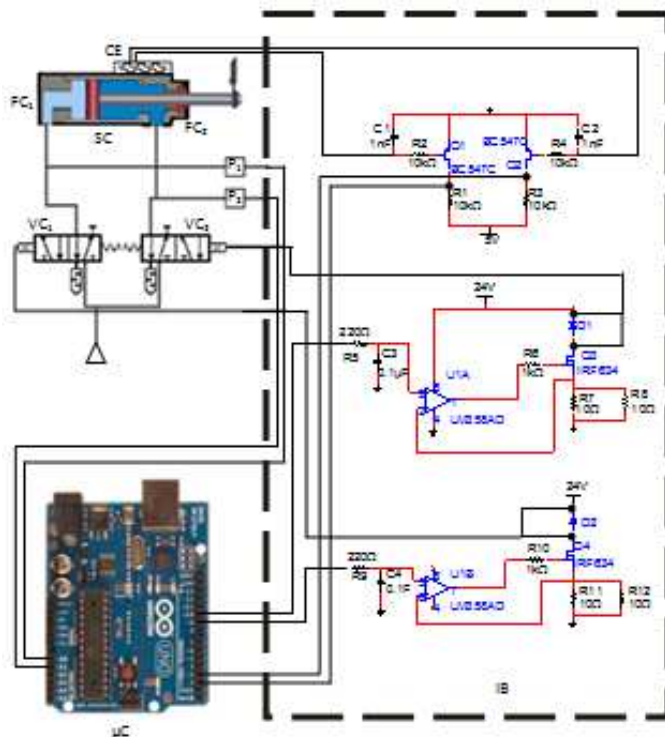 CE
FC₁
FC₂
SC
P₁
P₂
VC₁
VC₂
C1
1nF
R2
10kΩ
Q1
BC547C
BC547C
Q2
R4
10kΩ
C2
1nF
R1
10kΩ
R3
10kΩ
5V
24V
D1
220Ω
R5
C3
0.1µF
U1A
LM358AD
R6
1kΩ
Q3
IRF634
R7
10Ω
R8
10Ω
24V
D2
220Ω
R9
C4
0.1F
U1B
LM358AD
R10
1kΩ
Q4
IRF634
R11
10Ω
R12
10Ω
IB
µC